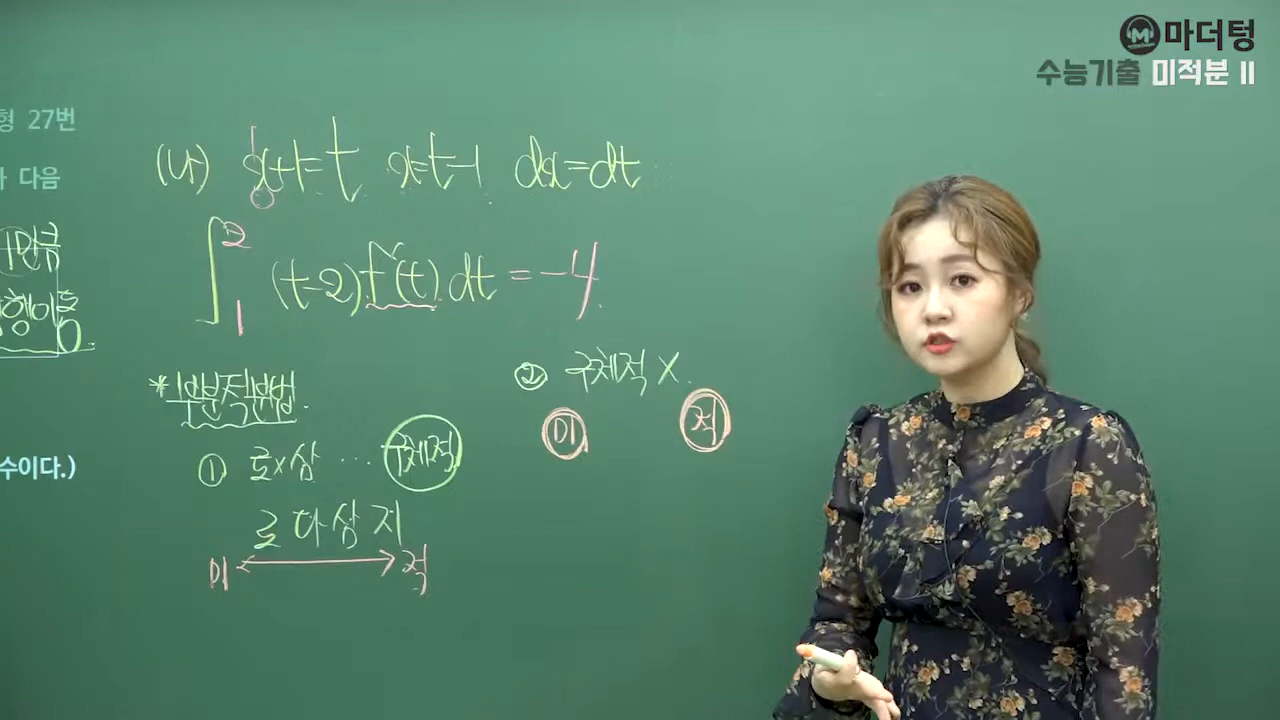 마더텅
수능기출 미적분 II
형 27번
다음
수이다.)
(나) x+1=t x=t-1 dx=dt
∫₁² (t-2)f'(t)dt = -4
*부분적분법.
① 로×삼 ... 구체적
로 다 삼 지
미 ↔ 적
② 구체적 X.
미 적